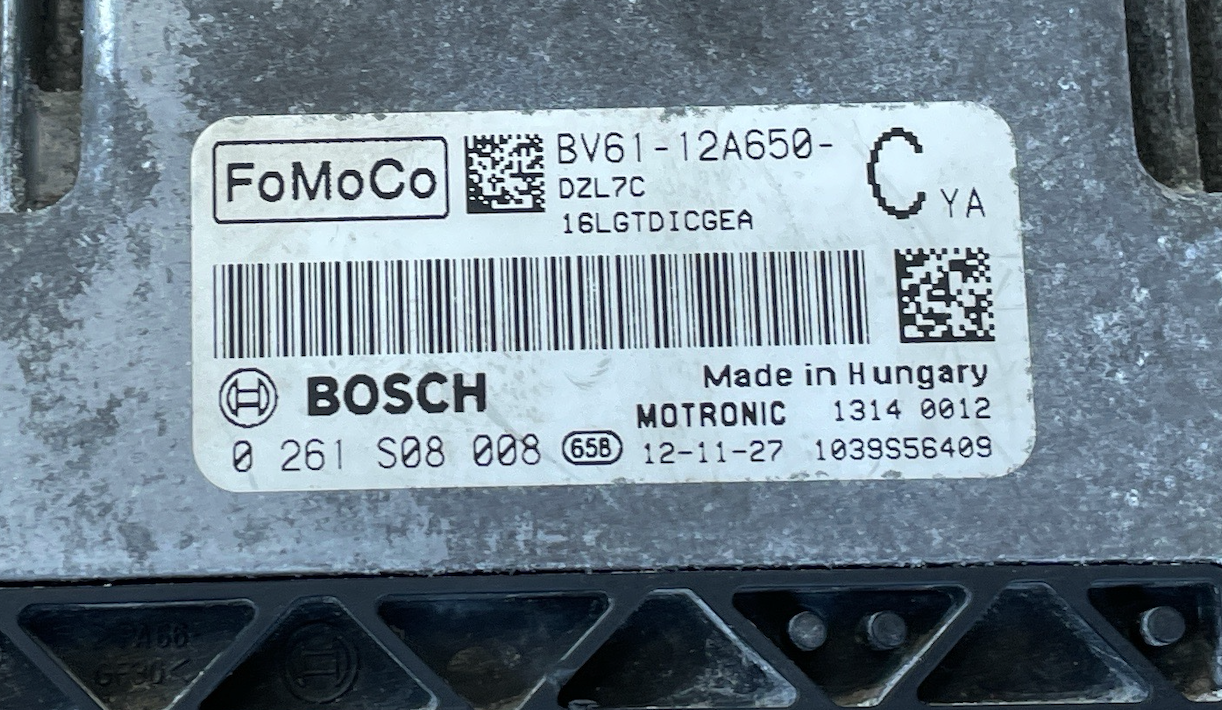 FoMoCo
BV61-12A650-
C YA
DZL7C
16LGTDICGEA
BOSCH
Made in Hungary
MOTRONIC 1314 0012
0 261 S08 008 65B 12-11-27 1039S56409